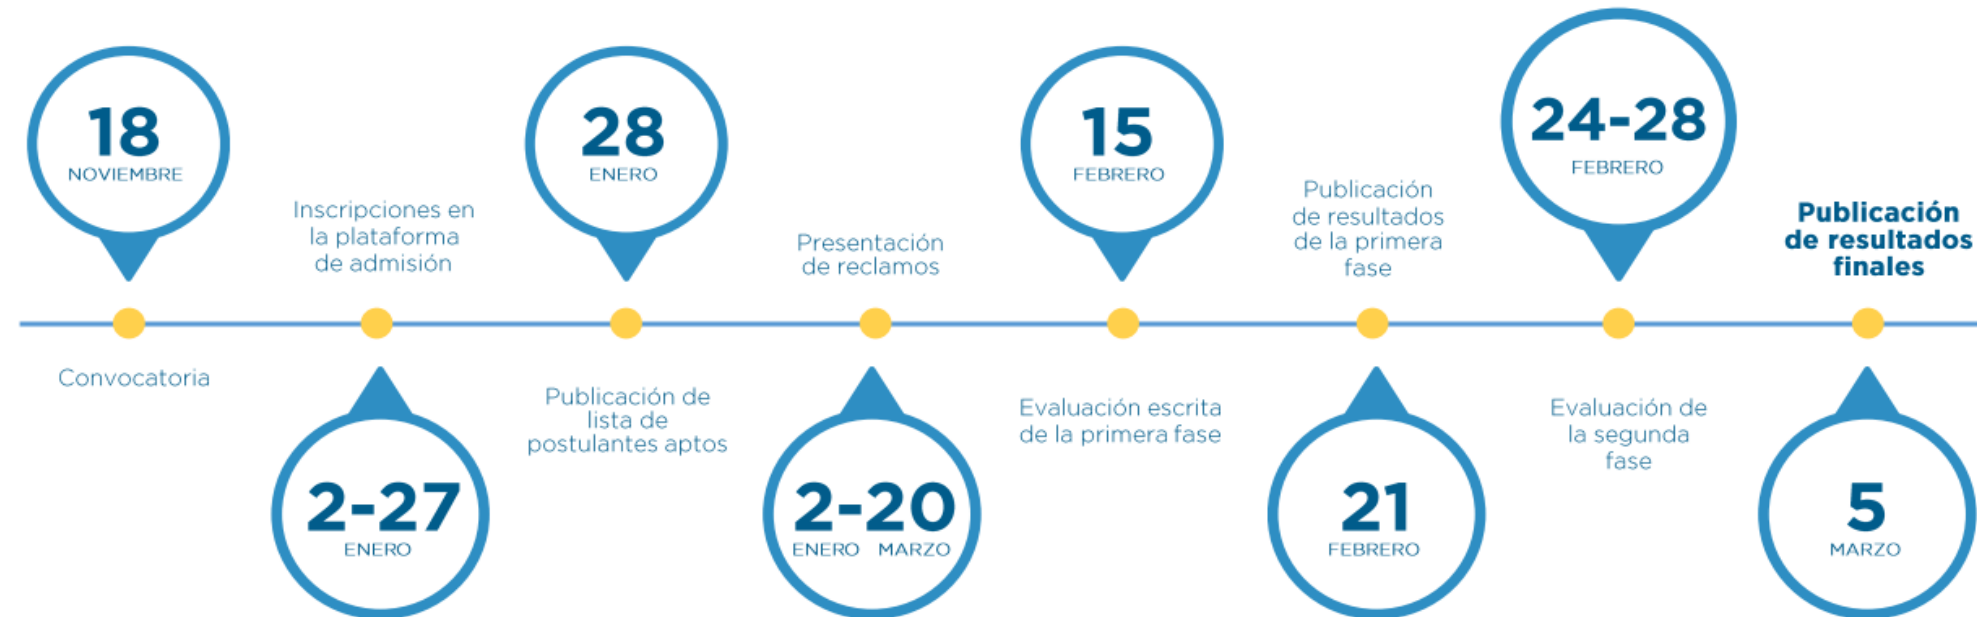 18
NOVIEMBRE
Convocatoria
Inscripciones en
la plataforma
de admisión
2-27
ENERO
28
ENERO
Publicación de
lista de
postulantes aptos
Presentación
de reclamos
2-20
ENERO MARZO
15
FEBRERO
Evaluación escrita
de la primera fase
Publicación
de resultados
de la primera
fase
21
FEBRERO
24-28
FEBRERO
Evaluación de
la segunda
fase
Publicación
de resultados
finales
5
MARZO